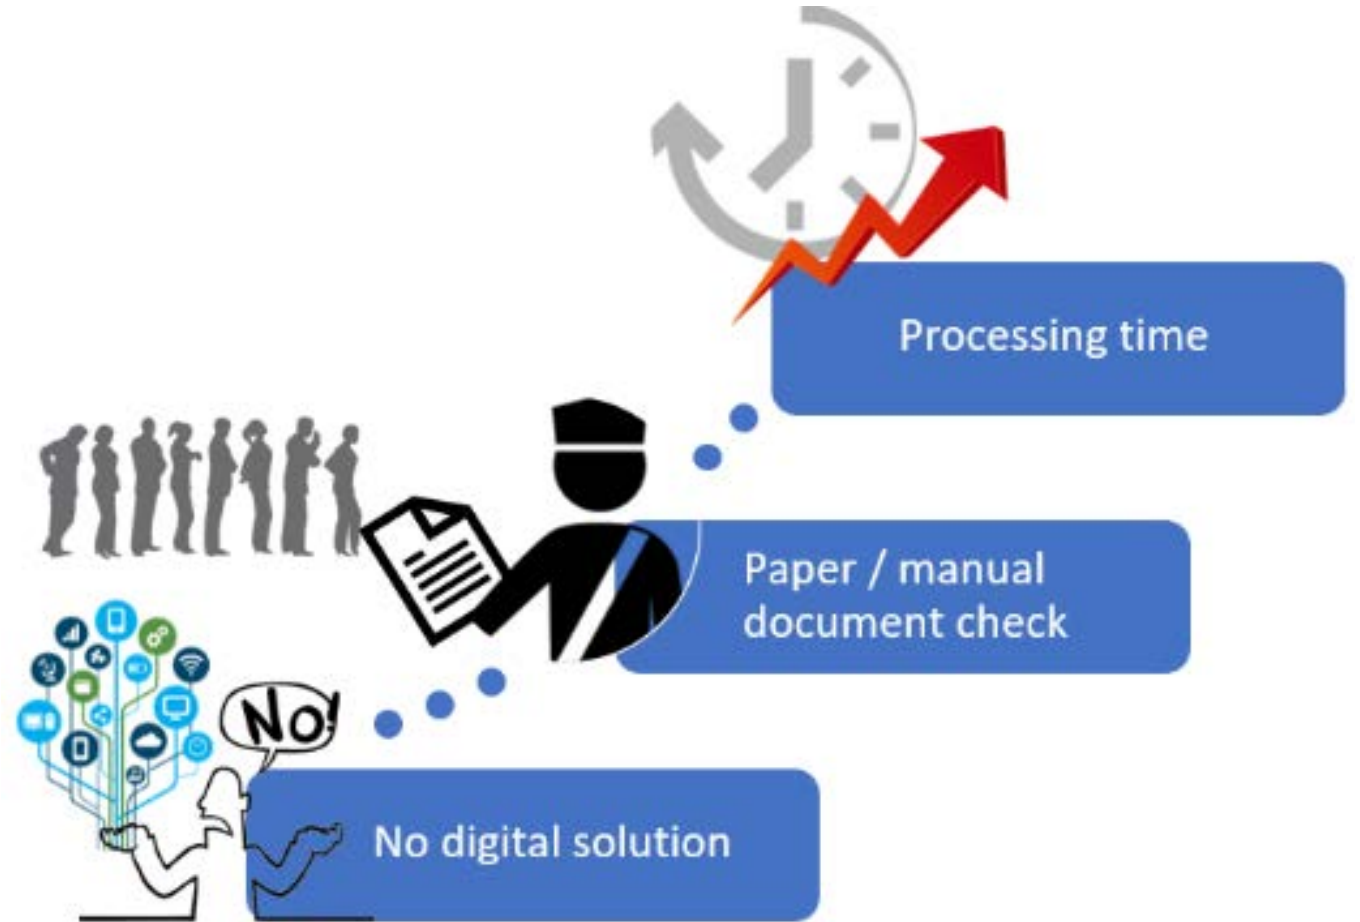 Processing time
Paper / manual
document check
No!
No digital solution